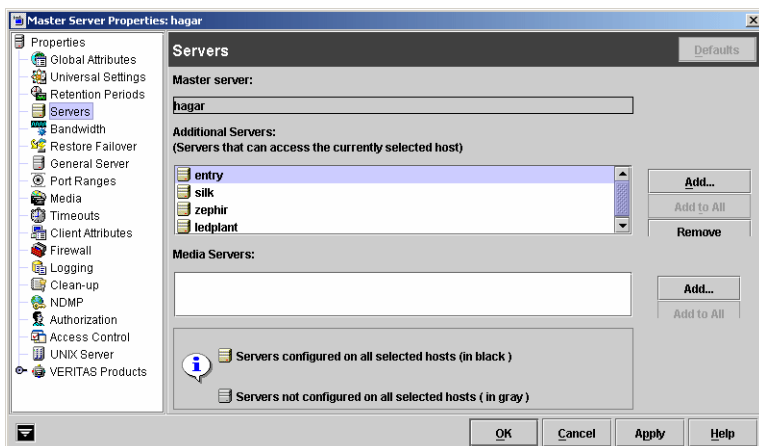 Master Server Properties: hagar
Properties
Global Attributes
Universal Settings
Retention Periods
Servers
Bandwidth
Restore Failover
General Server
Port Ranges
Media
Timeouts
Client Attributes
Firewall
Logging
Clean-up
NDMP
Authorization
Access Control
UNIX Server
VERITAS Products
Servers
Defaults
Master server:
hagar
Additional Servers:
(Servers that can access the currently selected host)
entry
silk
zephir
ledplant
Add...
Add to All
Remove
Media Servers:
Add...
Add to All
Servers configured on all selected hosts (in black )
Servers not configured on all selected hosts ( in gray )
OK
Cancel
Apply
Help